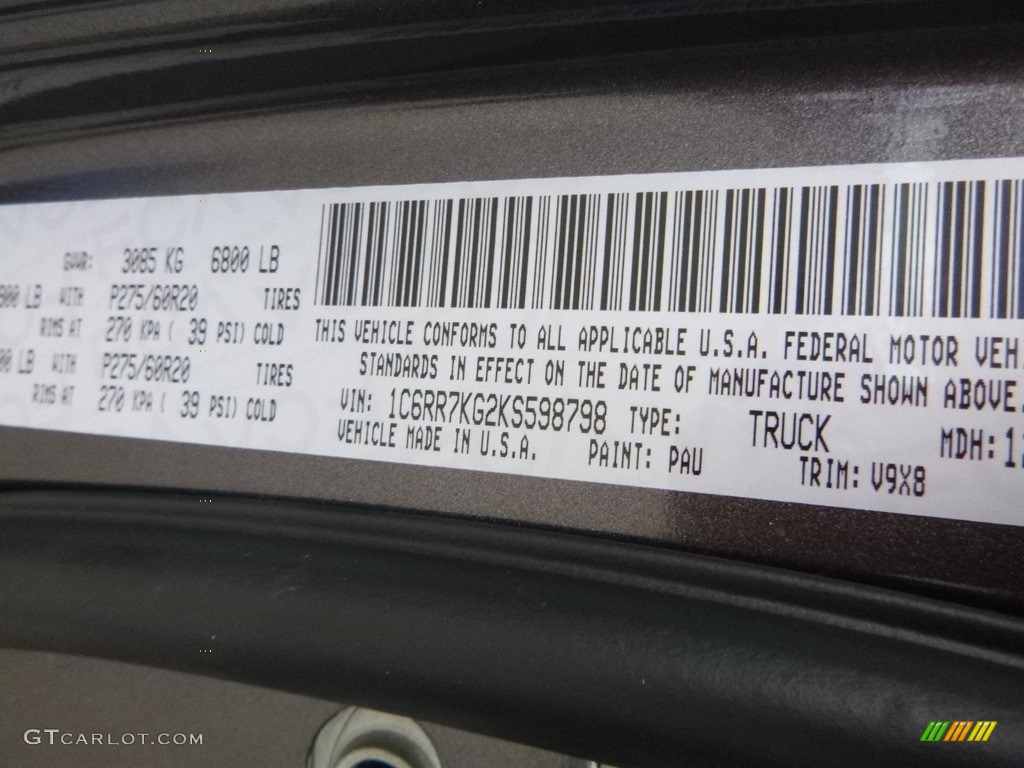 GVWR: 3085 KG 6800 LB
LB WITH P275/60R20 TIRES
RIMS AT 270 KPA ( 39 PSI) COLD
LB WITH P275/60R20 TIRES
RIMS AT 270 KPA ( 39 PSI) COLD
THIS VEHICLE CONFORMS TO ALL APPLICABLE U.S.A. FEDERAL MOTOR VEH
STANDARDS IN EFFECT ON THE DATE OF MANUFACTURE SHOWN ABOVE.
VIN: 1C6RR7KG2KS598798 TYPE: TRUCK MDH: 12
VEHICLE MADE IN U.S.A. PAINT: PAU TRIM: V9X8
GTCARLOT.COM